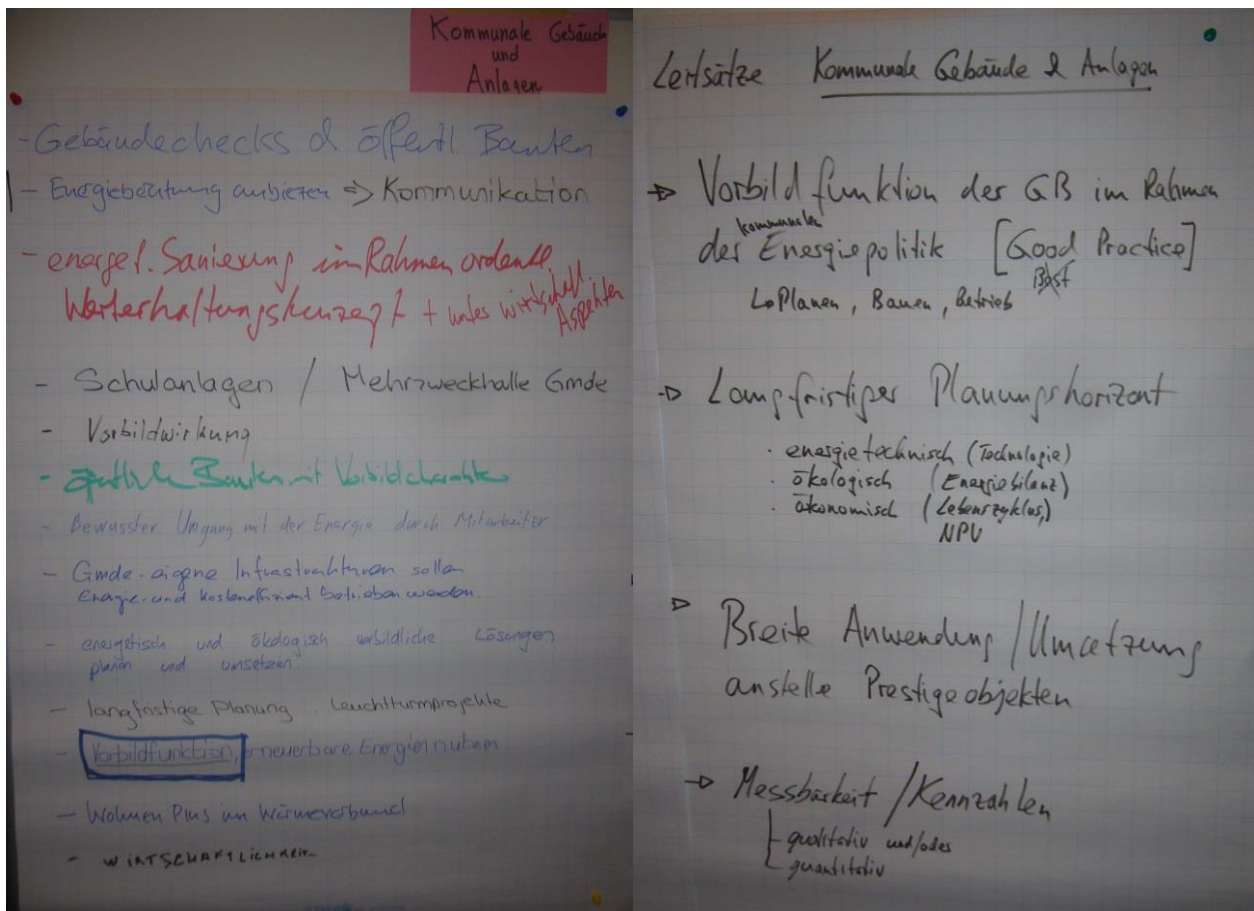 Kommunale Gebäude
und
Anlagen
- Gebäudechecks & öffentl. Bauten
- Energieberatung anbieten => Kommunikation
- energet. Sanierung im Rahmen ordentl.
Werterhaltungskonzept + unter wirtschaftl.
Aspekten
- Schulanlagen / Mehrzweckhalle Gmde
- Vorbildwirkung
- öffentliche Bauten mit Vorbildcharakter
- Bewusster Umgang mit der Energie durch Mitarbeiter
- Gmde-eigene Infrastrukturen sollen
Energie- und kosteneffizient betrieben werden.
- energetisch und ökologisch vorbildliche Lösungen
planen und umsetzen.
- langfristige Planung. Leuchtturmprojekte
- Vorbildfunktion, erneuerbare Energien nutzen
- Wohnen Plus im Wärmeverbund
- WIRTSCHAFTLICHKEIT
Leitsätze Kommunale Gebäude & Anlagen
→ Vorbildfunktion der GB im Rahmen
kommunalen
der Energiepolitik [Good Practice]
Best
↳ Planen, Bauen, Betrieb
→ Langfristiger Planungshorizont
· energietechnisch (Technologie)
· ökologisch (Energiebilanz)
· ökonomisch (Lebenszyklus,)
NPV
▷ Breite Anwendung / Umsetzung
anstelle Prestigeobjekten
→ Messbarkeit / Kennzahlen
- qualitativ und/oder
- quantitativ